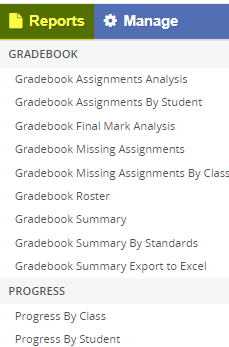 Reports Manage
GRADEBOOK
Gradebook Assignments Analysis
Gradebook Assignments By Student
Gradebook Final Mark Analysis
Gradebook Missing Assignments
Gradebook Missing Assignments By Class
Gradebook Roster
Gradebook Summary
Gradebook Summary By Standards
Gradebook Summary Export to Excel
PROGRESS
Progress By Class
Progress By Student